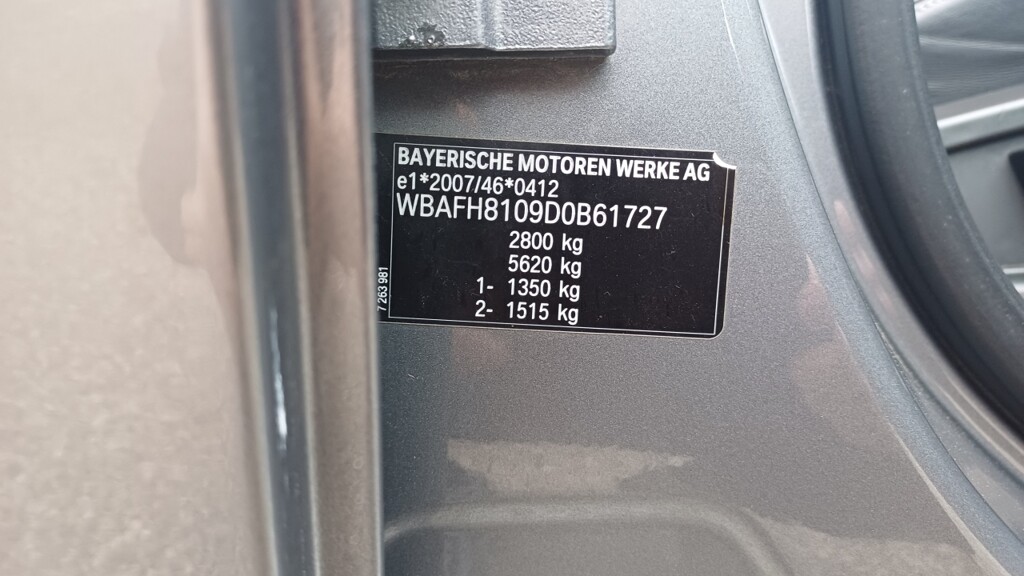 BAYERISCHE MOTOREN WERKE AG
e1*2007/46*0412
WBAFH8109D0B61727
2800 kg
5620 kg
1- 1350 kg
2- 1515 kg
7 263 981